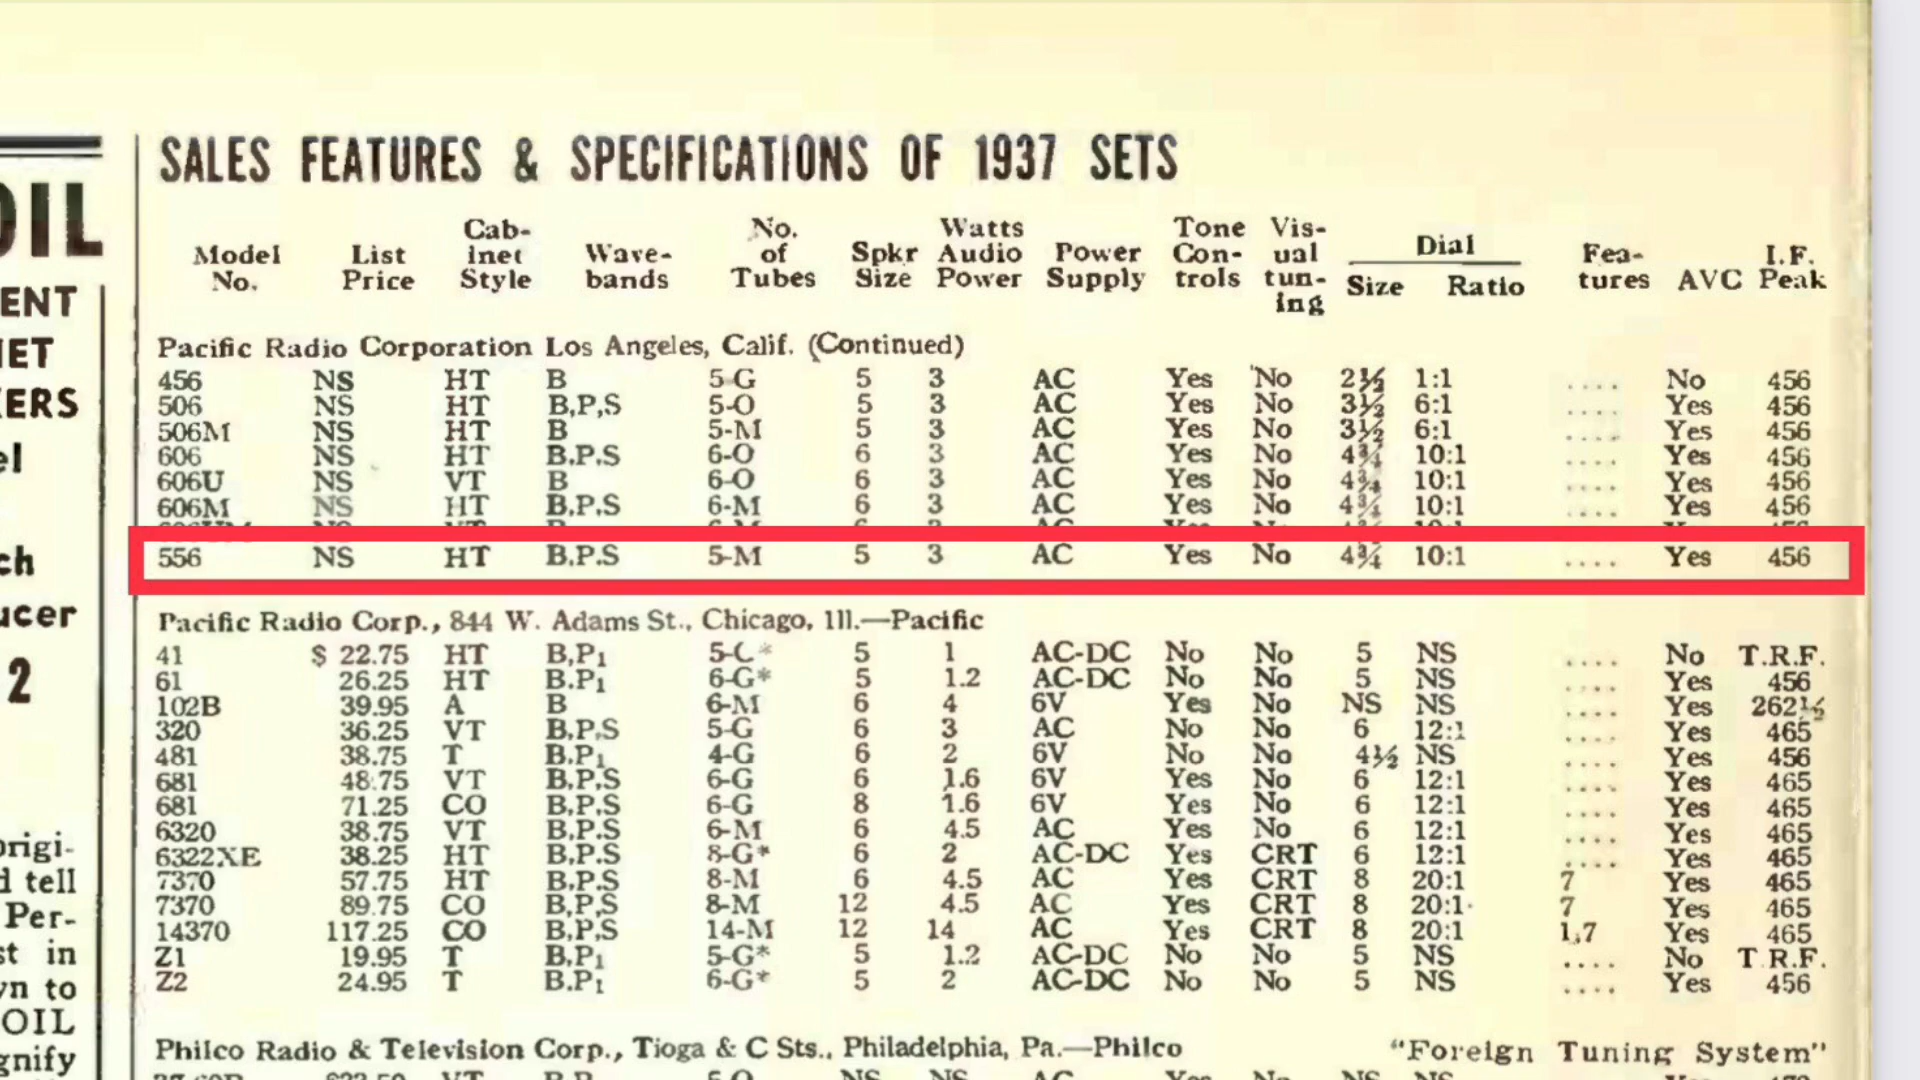 OIL
ENT
ERS
ch
ucer
2
origi-
d tell
Per-
st in
vn to
OIL
gnify
SALES FEATURES & SPECIFICATIONS OF 1937 SETS
Model No. List Price Cab-inet Style Wave-bands No. of Tubes Spkr Size Watts Audio Power Power Supply Tone Con-trols Vis-ual tun-ing Dial Size Ratio Fea-tures AVC I.F. Peak
Pacific Radio Corporation Los Angeles, Calif. (Continued)
456 NS HT B 5-G 5 3 AC Yes No 2½ 1:1 .... No 456
506 NS HT B,P,S 5-O 5 3 AC Yes No 3½ 6:1 .... Yes 456
506M NS HT B 5-M 5 3 AC Yes No 3½ 6:1 .... Yes 456
606 NS HT B.P.S 6-O 6 3 AC Yes No 4¾ 10:1 .... Yes 456
606U NS VT B 6-O 6 3 AC Yes No 4¾ 10:1 .... Yes 456
606M NS HT B,P,S 6-M 6 3 AC Yes No 4¾ 10:1 .... Yes 456
556 NS HT B.P.S 5-M 5 3 AC Yes No 4¾ 10:1 .... Yes 456
Pacific Radio Corp., 844 W. Adams St., Chicago, Ill.—Pacific
41 $ 22.75 HT B,P1 5-C* 5 1 AC-DC No No 5 NS .... No T.R.F.
61 26.25 HT B.P1 6-G* 5 1.2 AC-DC No No 5 NS .... Yes 456
102B 39.95 A B 6-M 6 4 6V Yes No NS NS .... Yes 262½
320 36.25 VT B,P,S 5-G 6 3 AC No No 6 12:1 .... Yes 465
481 38.75 T B.P1 4-G 6 2 6V No No 4½ NS .... Yes 456
681 48.75 VT B,P,S 6-G 6 1.6 6V Yes No 6 12:1 .... Yes 465
681 71.25 CO B,P.S 6-G 8 1.6 6V Yes No 6 12:1 .... Yes 465
6320 38.75 VT B,P.S 6-M 6 4.5 AC Yes No 6 12:1 .... Yes 465
6322XE 38.25 HT B,P.S 8-G* 6 2 AC-DC Yes CRT 6 12:1 .... Yes 465
7370 57.75 HT B,P.S 8-M 6 4.5 AC Yes CRT 8 20:1 7 Yes 465
7370 89.75 CO B,P,S 8-M 12 4.5 AC Yes CRT 8 20:1 7 Yes 465
14370 117.25 CO B,P,S 14-M 12 14 AC Yes CRT 8 20:1 1,7 Yes 465
Z1 19.95 T B,P1 5-G* 5 1.2 AC-DC No No 5 NS .... No T.R.F.
Z2 24.95 T B.P1 6-G* 5 2 AC-DC No No 5 NS .... Yes 456
Philco Radio & Television Corp., Tioga & C Sts., Philadelphia, Pa.—Philco "Foreign Tuning System"